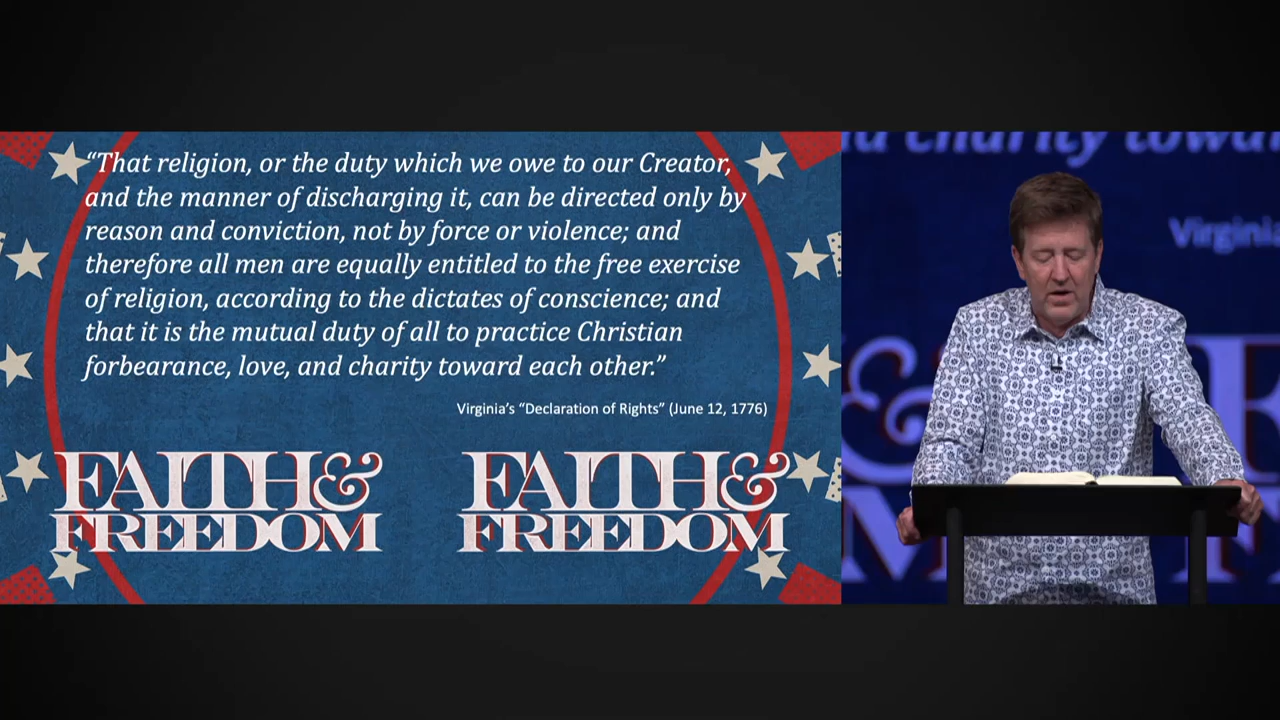 “That religion, or the duty which we owe to our Creator,
and the manner of discharging it, can be directed only by
reason and conviction, not by force or violence; and
therefore all men are equally entitled to the free exercise
of religion, according to the dictates of conscience; and
that it is the mutual duty of all to practice Christian
forbearance, love, and charity toward each other.”
Virginia’s “Declaration of Rights” (June 12, 1776)
FAITH&
FREEDOM
FAITH&
FREEDOM
charity
Virginia